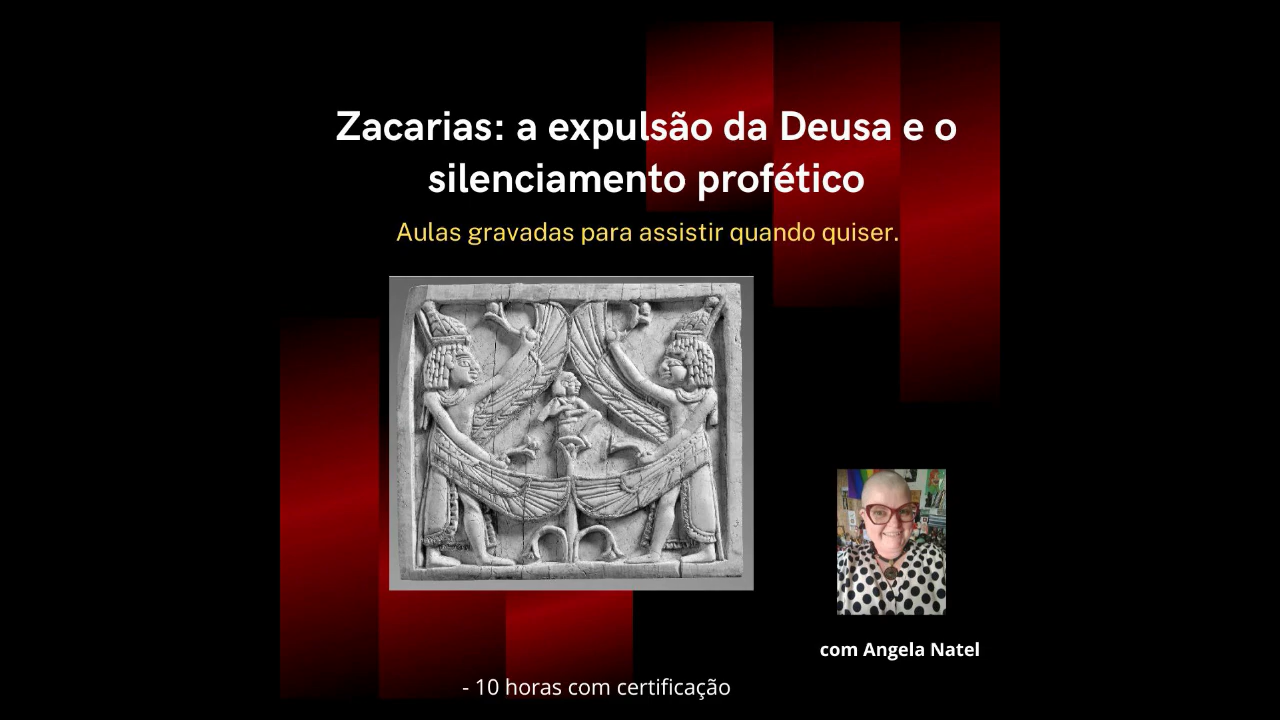 Zacarias: a expulsão da Deusa e o
silenciamento profético
Aulas gravadas para assistir quando quiser.
com Angela Natel
- 10 horas com certificação